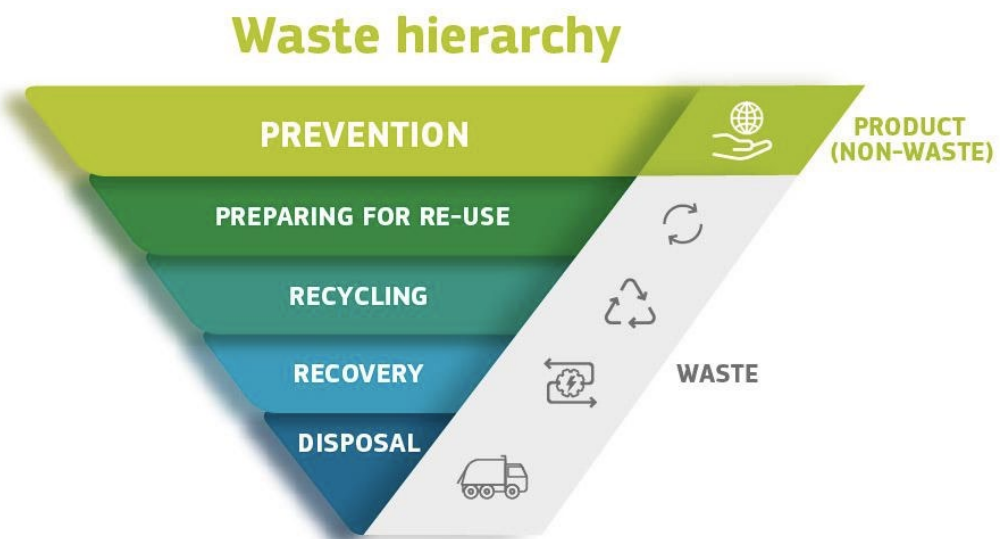 Waste hierarchy
PREVENTION
PRODUCT
(NON-WASTE)
PREPARING FOR RE-USE
RECYCLING
RECOVERY
WASTE
DISPOSAL